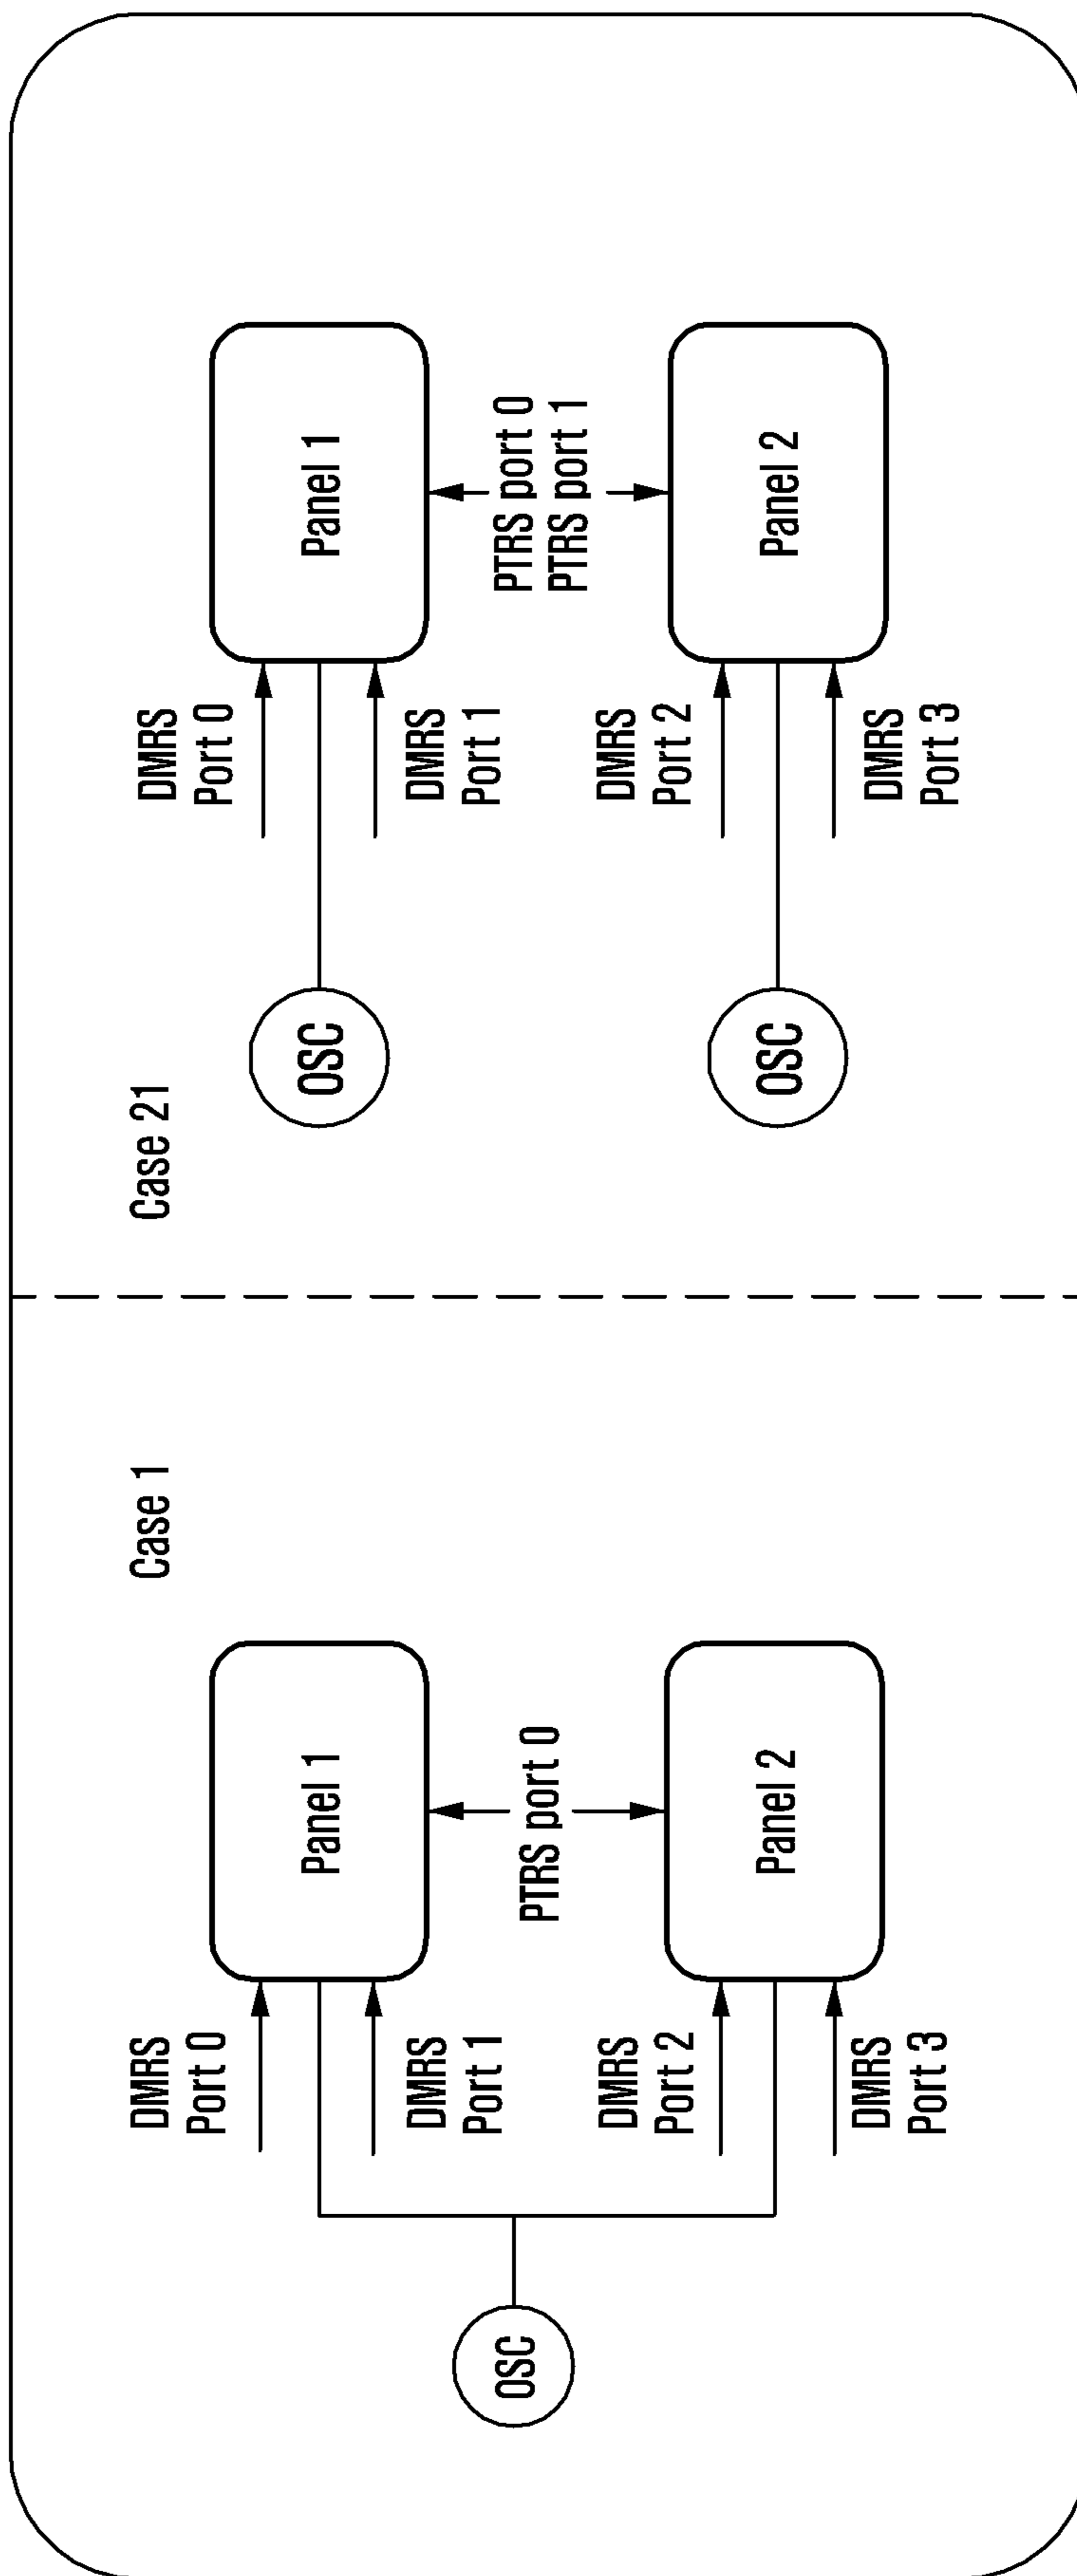 Case 1
DMRS
Port 0
Panel 1
DMRS
Port 1
PTRS port 0
OSC
DMRS
Port 2
Panel 2
DMRS
Port 3
Case 21
DMRS
Port 0
OSC
Panel 1
DMRS
Port 1
PTRS port 0
PTRS port 1
DMRS
Port 2
OSC
Panel 2
DMRS
Port 3